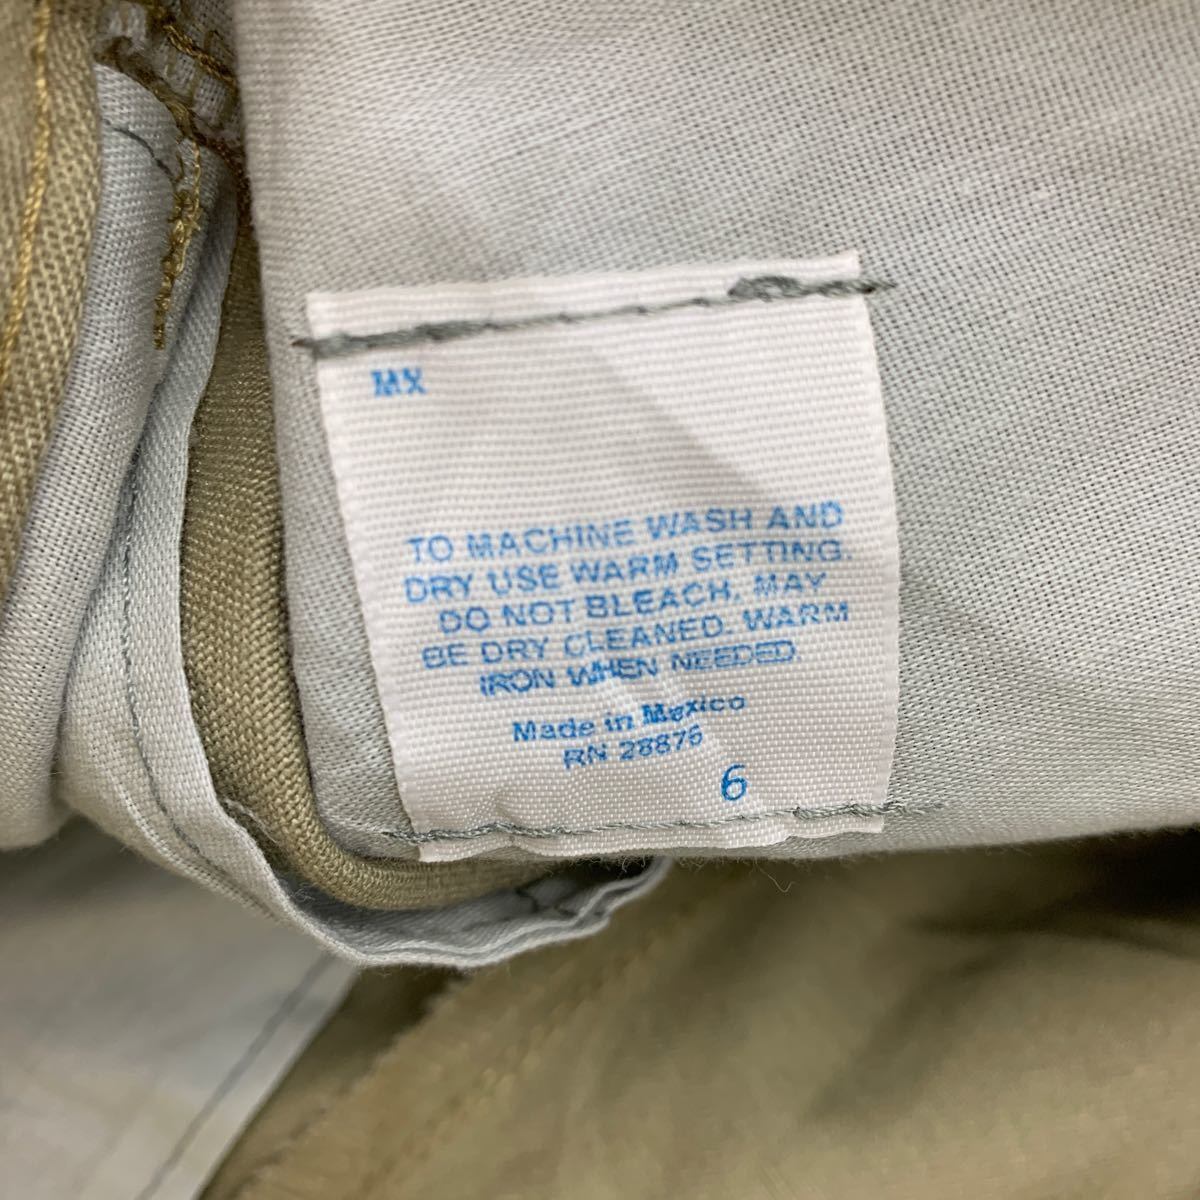 MX
TO MACHINE WASH AND
DRY USE WARM SETTING.
DO NOT BLEACH. MAY
BE DRY CLEANED. WARM
IRON WHEN NEEDED.
Made in Mexico
RN 28876
6